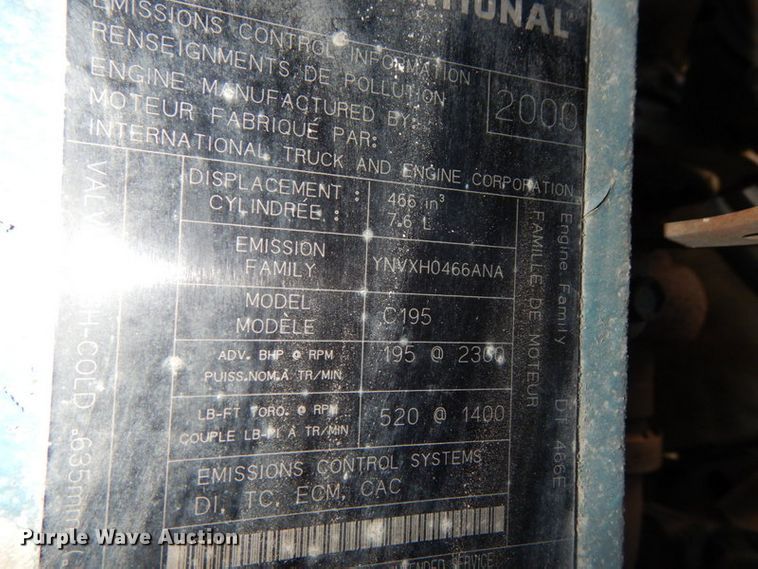 EMISSIONS CONTROL INFORMATION
RENSEIGNMENTS DE POLLUTION
ENGINE MANUFACTURED BY:
MOTEUR FABRIQUÉ PAR:
INTERNATIONAL TRUCK AND ENGINE CORPORATION
2000
DISPLACEMENT :
CYLINDRÉE :
466 in³
7.6 L
EMISSION
FAMILY
YNVXH0466ANA
MODEL
MODÈLE
C195
ADV. BHP @ RPM
PUISS.NOM.À TR/MIN
195 @ 2300
LB-FT TORQ. @ RPM
COUPLE LB-PI À TR/MIN
520 @ 1400
EMISSIONS CONTROL SYSTEMS
DI, TC, ECM, CAC
Engine Family DT 466E
FAMILLE DE MOTEUR
COLD .635mm
SERVICE
Purple Wave Auction